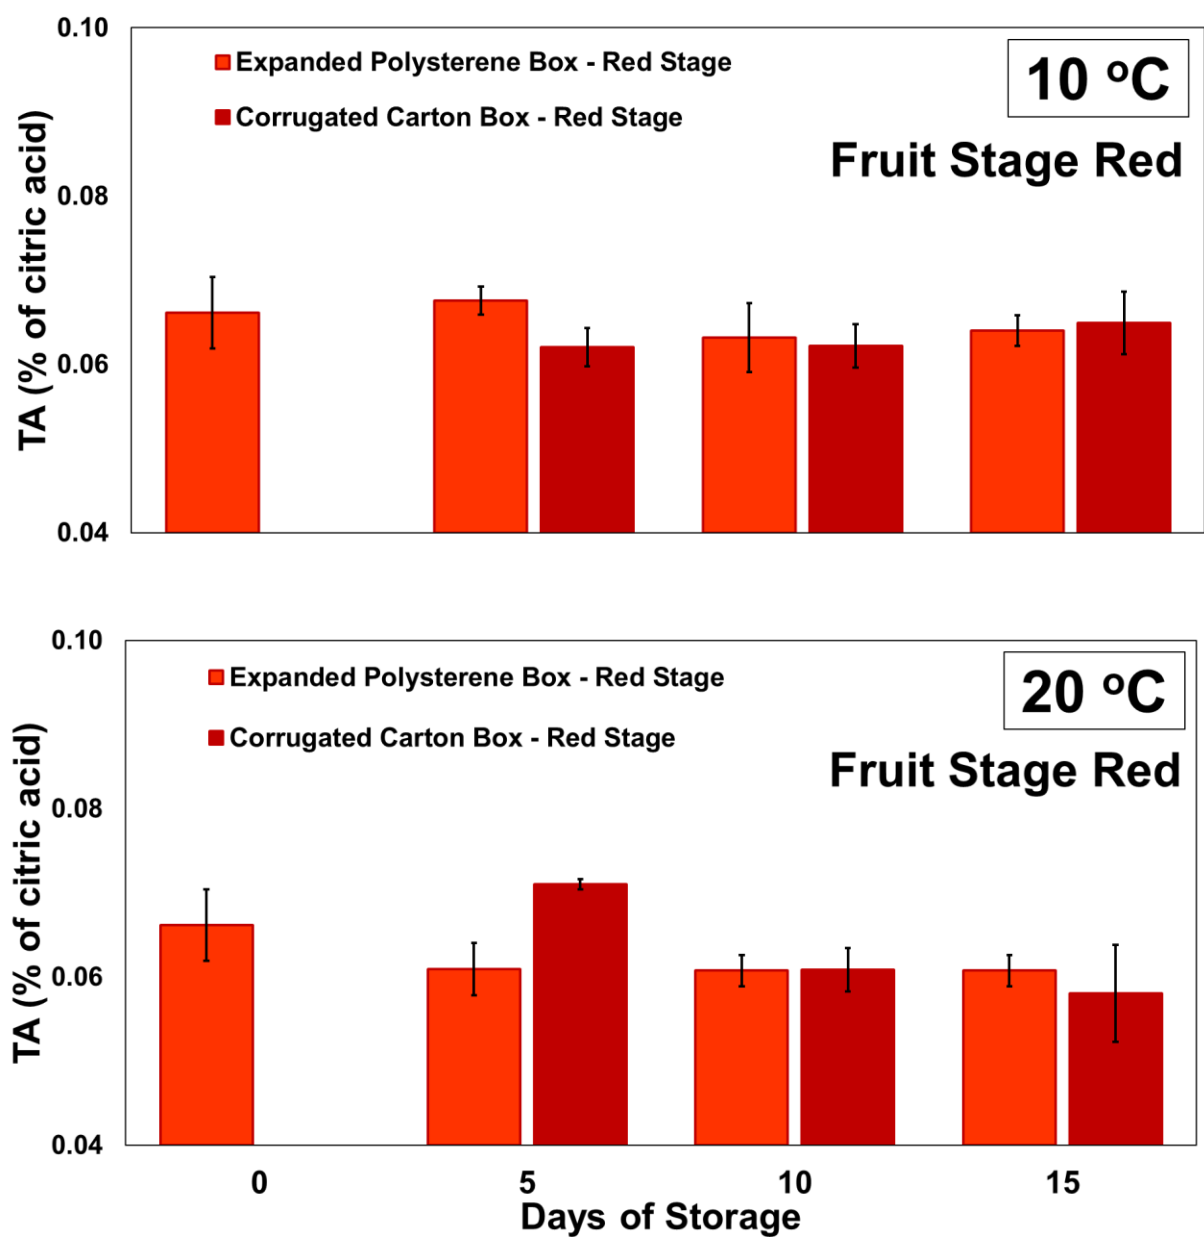 0.10
Expanded Polysterene Box - Red Stage
10 °C
Corrugated Carton Box - Red Stage
Fruit Stage Red
0.08
TA (% of citric acid)
0.06
0.04
0.10
Expanded Polysterene Box - Red Stage
20 °C
Corrugated Carton Box - Red Stage
Fruit Stage Red
0.08
TA (% of citric acid)
0.06
0.04
0 5 10 15
Days of Storage